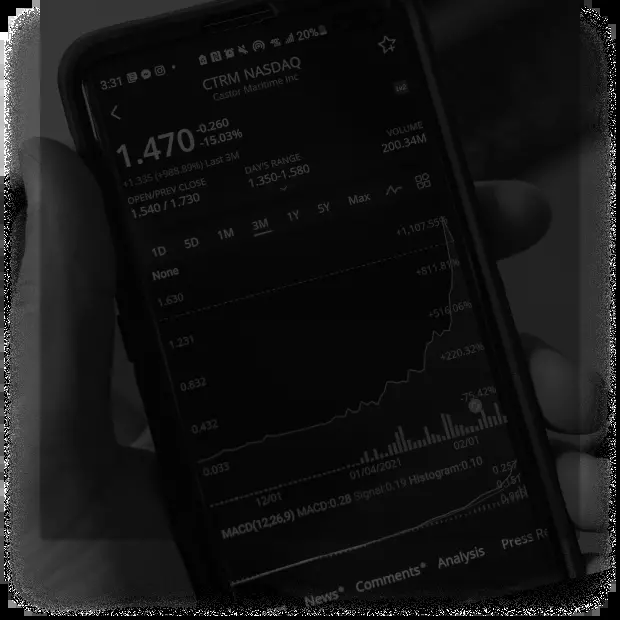 3:31 20%
CTRM NASDAQ
Castor Maritime Inc
1.470 -0.260
-15.03%
+1.335 (+988.89%) Last 3M
OPEN/PREV CLOSE
1.540 / 1.730
DAY'S RANGE
1.350-1.580
VOLUME
200.34M
1D 5D 1M 3M 1Y 5Y Max
None
+1,107.55%
1.630
+811.81%
1.231
+516.06%
0.832
+220.32%
0.432
-75.42%
0.033
12/01 01/04/2021 02/01
MACD(12,26,9) MACD:0.28 Signal:0.19 Histogram:0.10
0.257
News Comments Analysis Press R